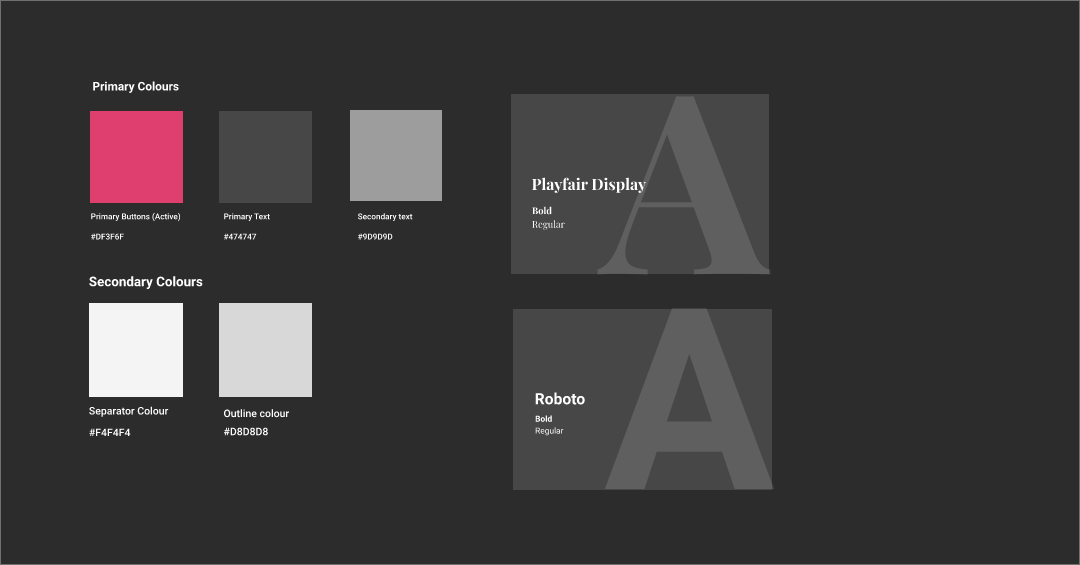 Primary Colours
Primary Buttons (Active)
#DF3F6F
Primary Text
#474747
Secondary text
#9D9D9D
Secondary Colours
Separator Colour
#F4F4F4
Outline colour
#D8D8D8
A
Playfair Display
Bold
Regular
A
Roboto
Bold
Regular